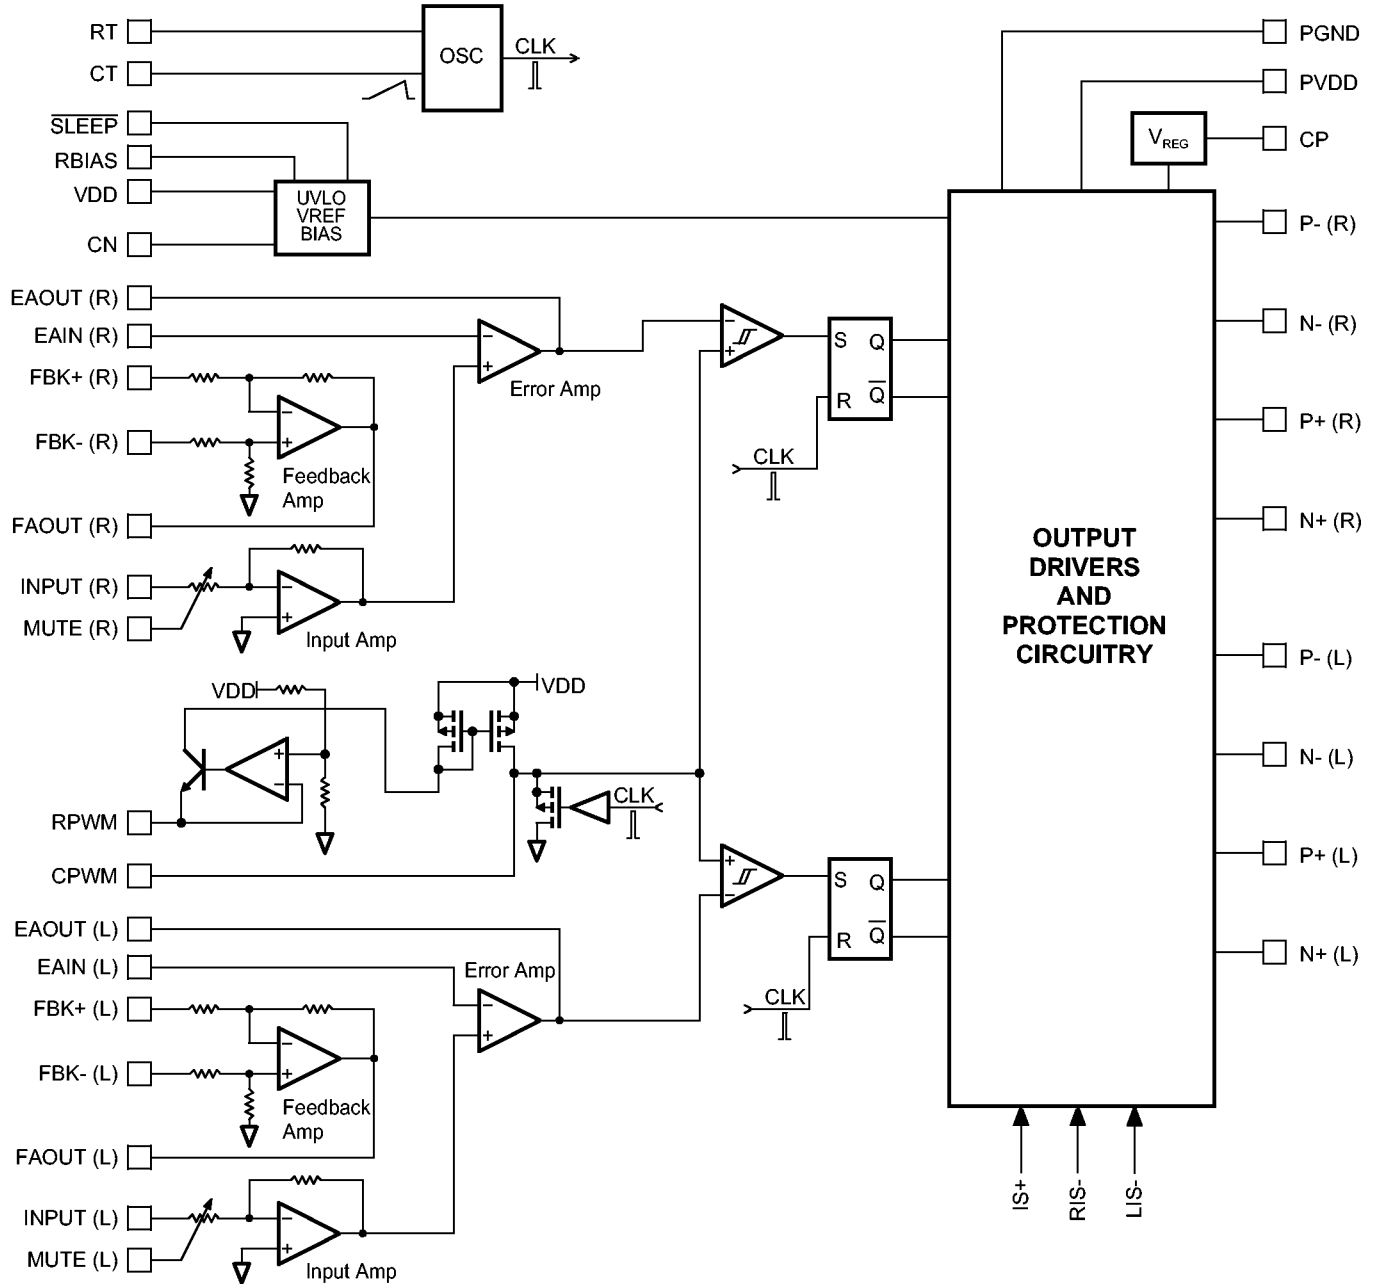 RT
CT
OSC
CLK
SLEEP
RBIAS
VDD
CN
UVLO
VREF
BIAS
PGND
PVDD
VREG
CP
P- (R)
N- (R)
P+ (R)
N+ (R)
P- (L)
N- (L)
P+ (L)
N+ (L)
EAOUT (R)
EAIN (R)
FBK+ (R)
FBK- (R)
FAOUT (R)
INPUT (R)
MUTE (R)
−
+
Error Amp
−
+
Feedback
Amp
−
+
Input Amp
−
+
S Q
R Q
CLK
OUTPUT
DRIVERS
AND
PROTECTION
CIRCUITRY
VDD
VDD
+
−
CLK
RPWM
CPWM
+
−
S Q
R Q
CLK
EAOUT (L)
EAIN (L)
FBK+ (L)
FBK- (L)
FAOUT (L)
INPUT (L)
MUTE (L)
Error Amp
−
+
−
+
Feedback
Amp
−
+
Input Amp
IS+
RIS-
LIS-